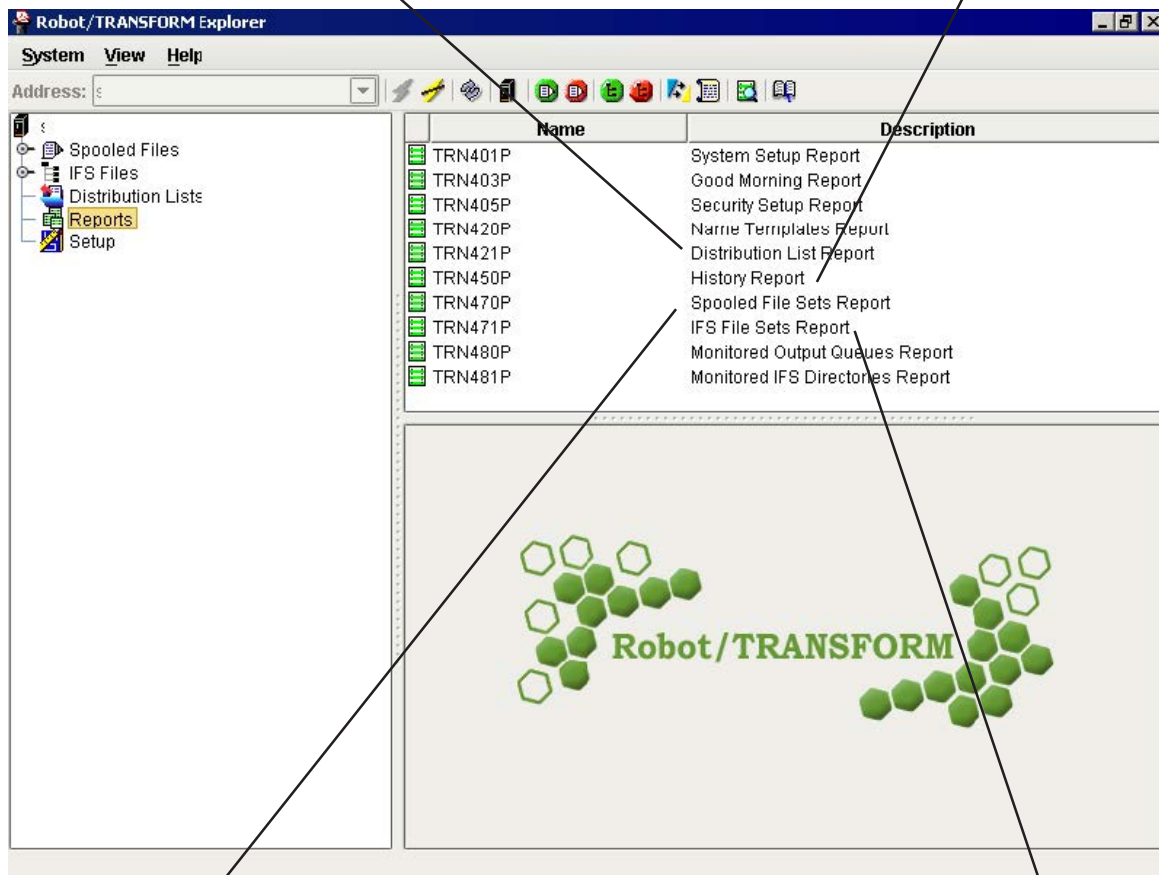 Robot/TRANSFORM Explorer
System View Help
Address: s
s
Spooled Files
IFS Files
Distribution Lists
Reports
Setup
Name Description
TRN401P System Setup Report
TRN403P Good Morning Report
TRN405P Security Setup Report
TRN420P Name Templates Report
TRN421P Distribution List Report
TRN450P History Report
TRN470P Spooled File Sets Report
TRN471P IFS File Sets Report
TRN480P Monitored Output Queues Report
TRN481P Monitored IFS Directories Report
Robot/TRANSFORM